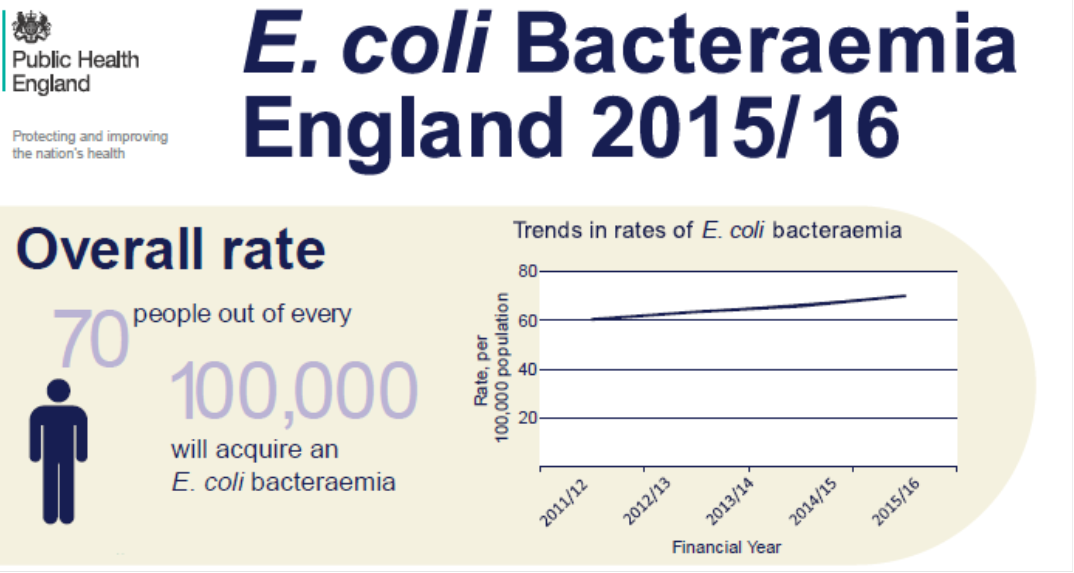 Public Health
England
Protecting and improving
the nation's health
E. coli Bacteraemia
England 2015/16
Overall rate
70 people out of every
100,000
will acquire an
E. coli bacteraemia
Trends in rates of E. coli bacteraemia
Rate, per
100,000 population
80
60
40
20
2011/12
2012/13
2013/14
2014/15
2015/16
Financial Year